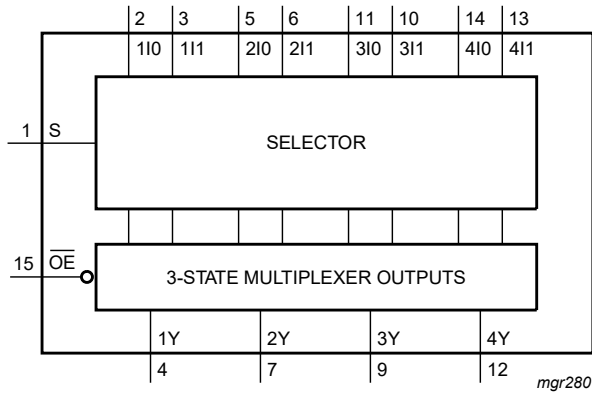 2 3 5 6 11 10 14 13
1I0 1I1 2I0 2I1 3I0 3I1 4I0 4I1
1 S
SELECTOR
15 O̅E̅
3-STATE MULTIPLEXER OUTPUTS
1Y 2Y 3Y 4Y
4 7 9 12
mgr280